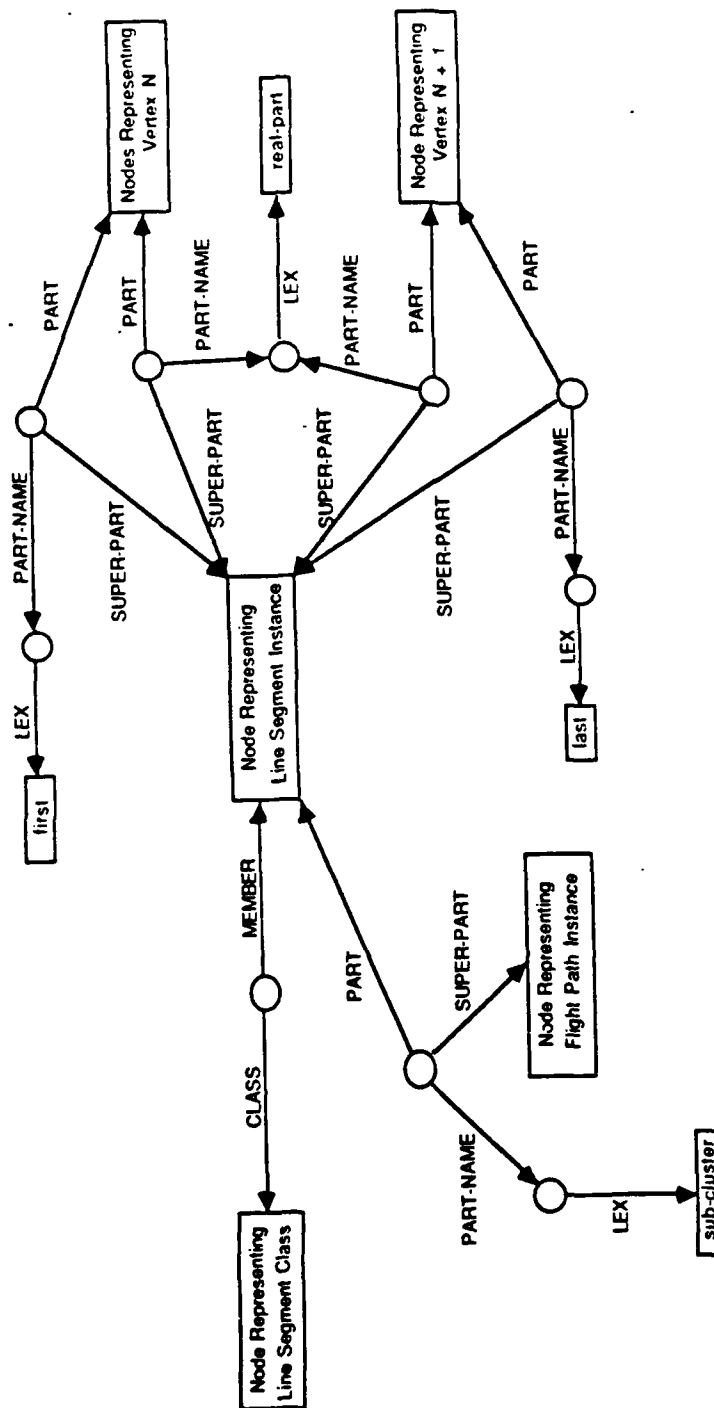 first
LEX
PART-NAME
PART
Nodes Representing
Vertex N
SUPER-PART
PART
PART-NAME
SUPER-PART
real-part
LEX
Node Representing
Line Segment Class
CLASS
MEMBER
Node Representing
Line Segment Instance
SUPER-PART
PART-NAME
PART
Node Representing
Vertex N + 1
PART
SUPER-PART
PART
SUPER-PART
PART-NAME
Node Representing
Flight Path Instance
LEX
last
PART-NAME
LEX
sub-cluster